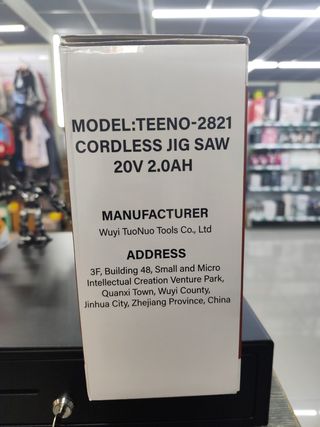 MODEL:TEENO-2821
CORDLESS JIG SAW
20V 2.0AH
MANUFACTURER
Wuyi TuoNuo Tools Co., Ltd
ADDRESS
3F, Building 48, Small and Micro
Intellectual Creation Venture Park,
Quanxi Town, Wuyi County,
Jinhua City, Zhejiang Province, China